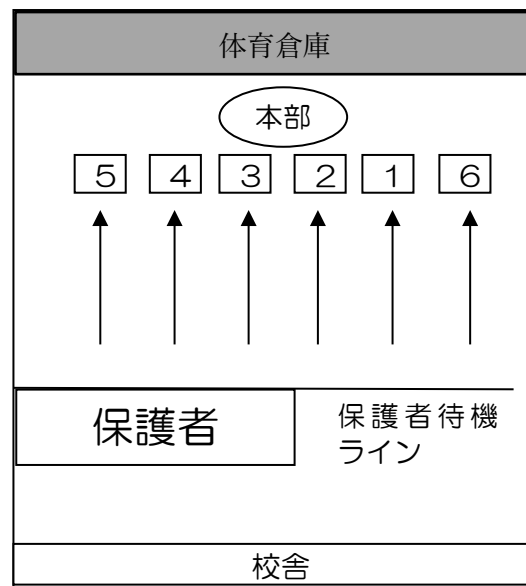 体育倉庫
本部
５ ４ ３ ２ １ ６
保護者
保護者待機
ライン
校舎